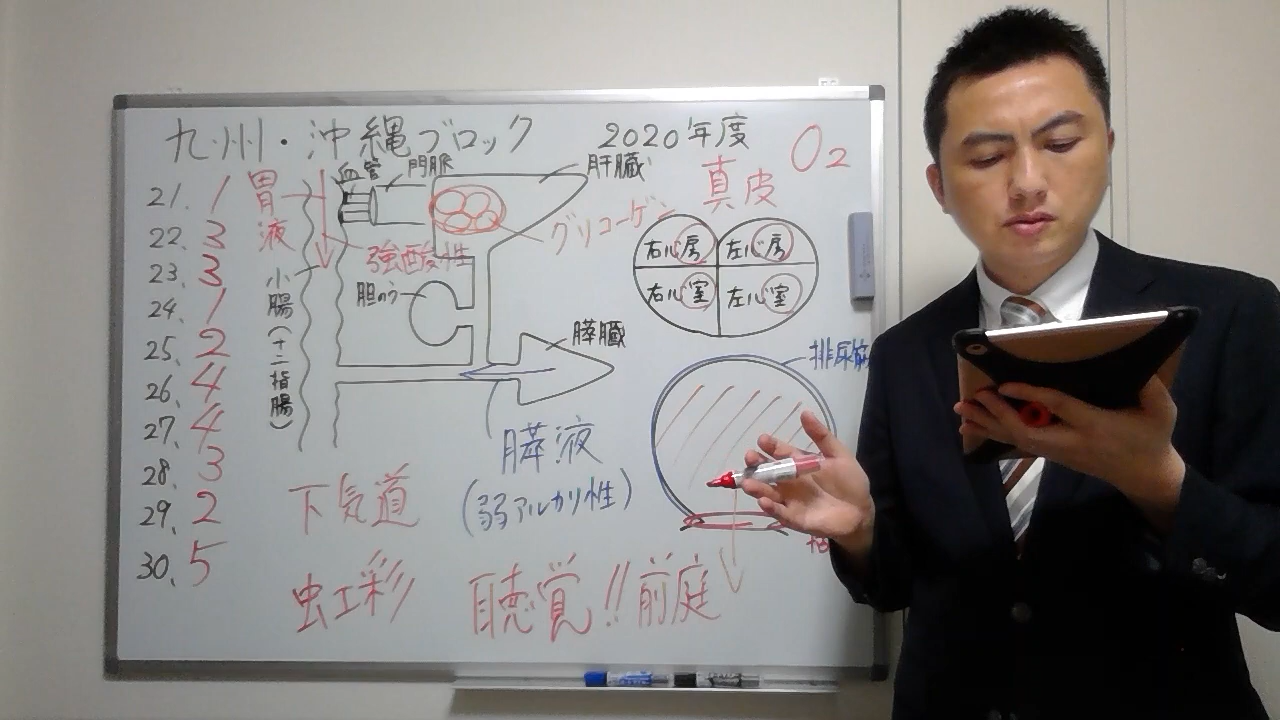 九州・沖縄ブロック 2020年度
O2
21. 1
22. 3
23. 3
24. 1
25. 2
26. 4
27. 4
28. 3
29. 2
30. 5
胃液
血管
門脈
肝臓
グリコーゲン
強酸性
小腸(十二指腸)
胆のう
膵臓
膵液
(弱アルカリ性)
真皮
右心房 左心房
右心室 左心室
排尿筋
下気道
虹彩
聴覚!!前庭